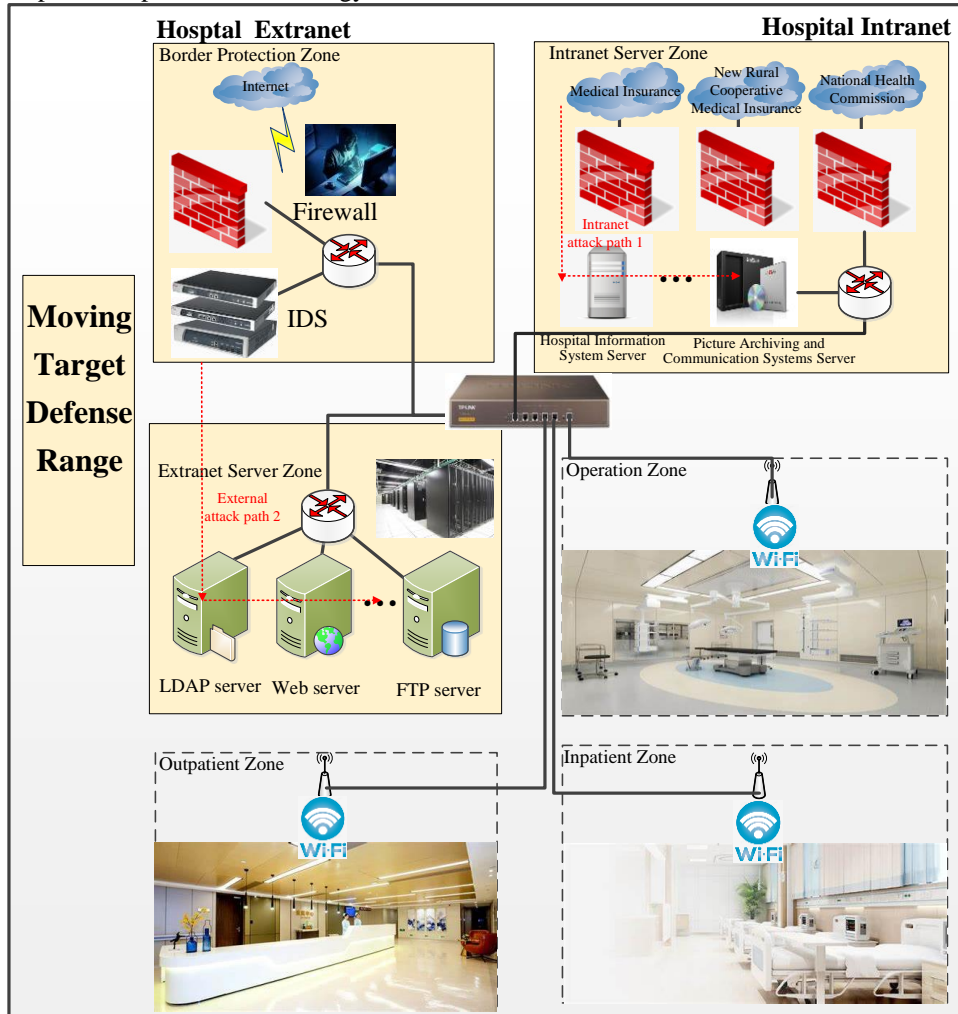 Hosptal Extranet
Hospital Intranet
Border Protection Zone
Internet
Firewall
IDS
Intranet Server Zone
Medical Insurance
New Rural
Cooperative
Medical Insurance
National Health
Commission
Intranet
attack path 1
Hospital Information
System Server
Picture Archiving and
Communication Systems Server
Moving
Target
Defense
Range
TP-LINK
Extranet Server Zone
External
attack path 2
LDAP server
Web server
FTP server
Operation Zone
Wi-Fi
Outpatient Zone
Wi-Fi
Inpatient Zone
Wi-Fi